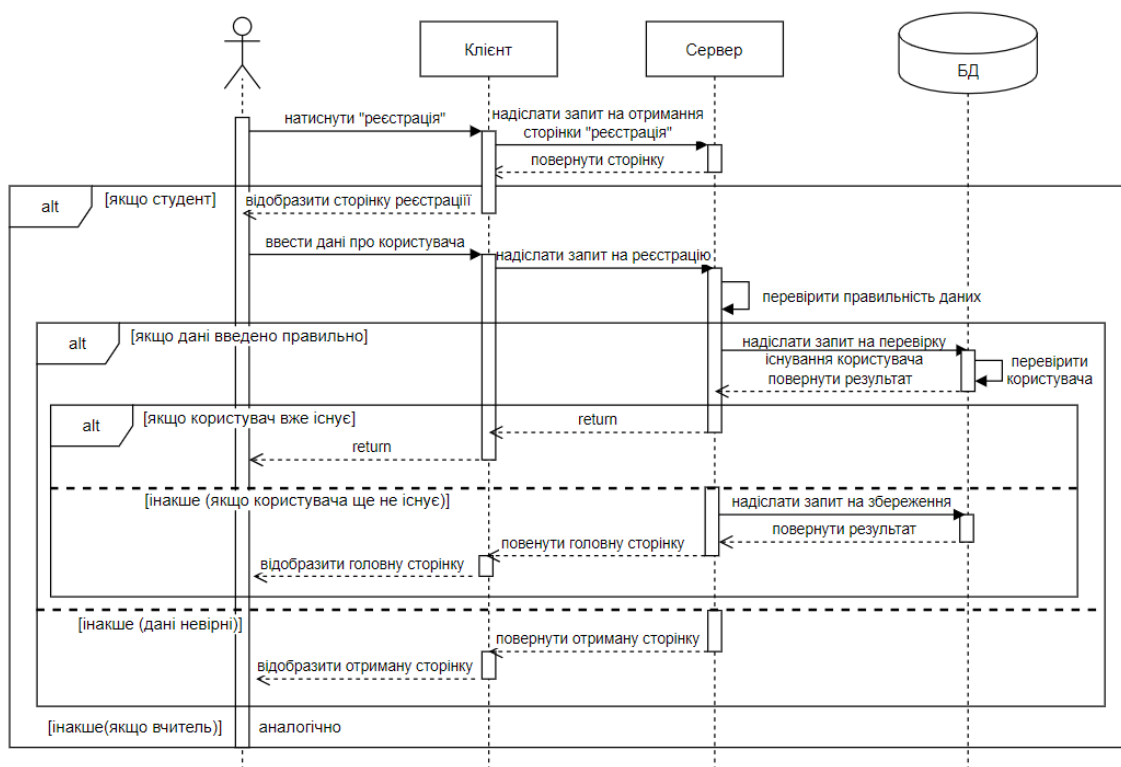 Клієнт
Сервер
БД
натиснути "реєстрація"
надіслати запит на отримання
сторінки "реєстрація"
повернути сторінку
alt
[якщо студент]
відобразити сторінку реєстраціїї
ввести дані про користувача
надіслати запит на реєстрацію
перевірити правильність даних
alt
[якщо дані введено правильно]
надіслати запит на перевірку
існування користувача
перевірити
користувача
повернути результат
alt
[якщо користувач вже існує]
return
return
[інакше (якщо користувача ще не існує)]
надіслати запит на збереження
повернути результат
повенути головну сторінку
відобразити головну сторінку
[інакше (дані невірні)]
повернути отриману сторінку
відобразити отриману сторінку
[інакше(якщо вчитель)]
аналогічно